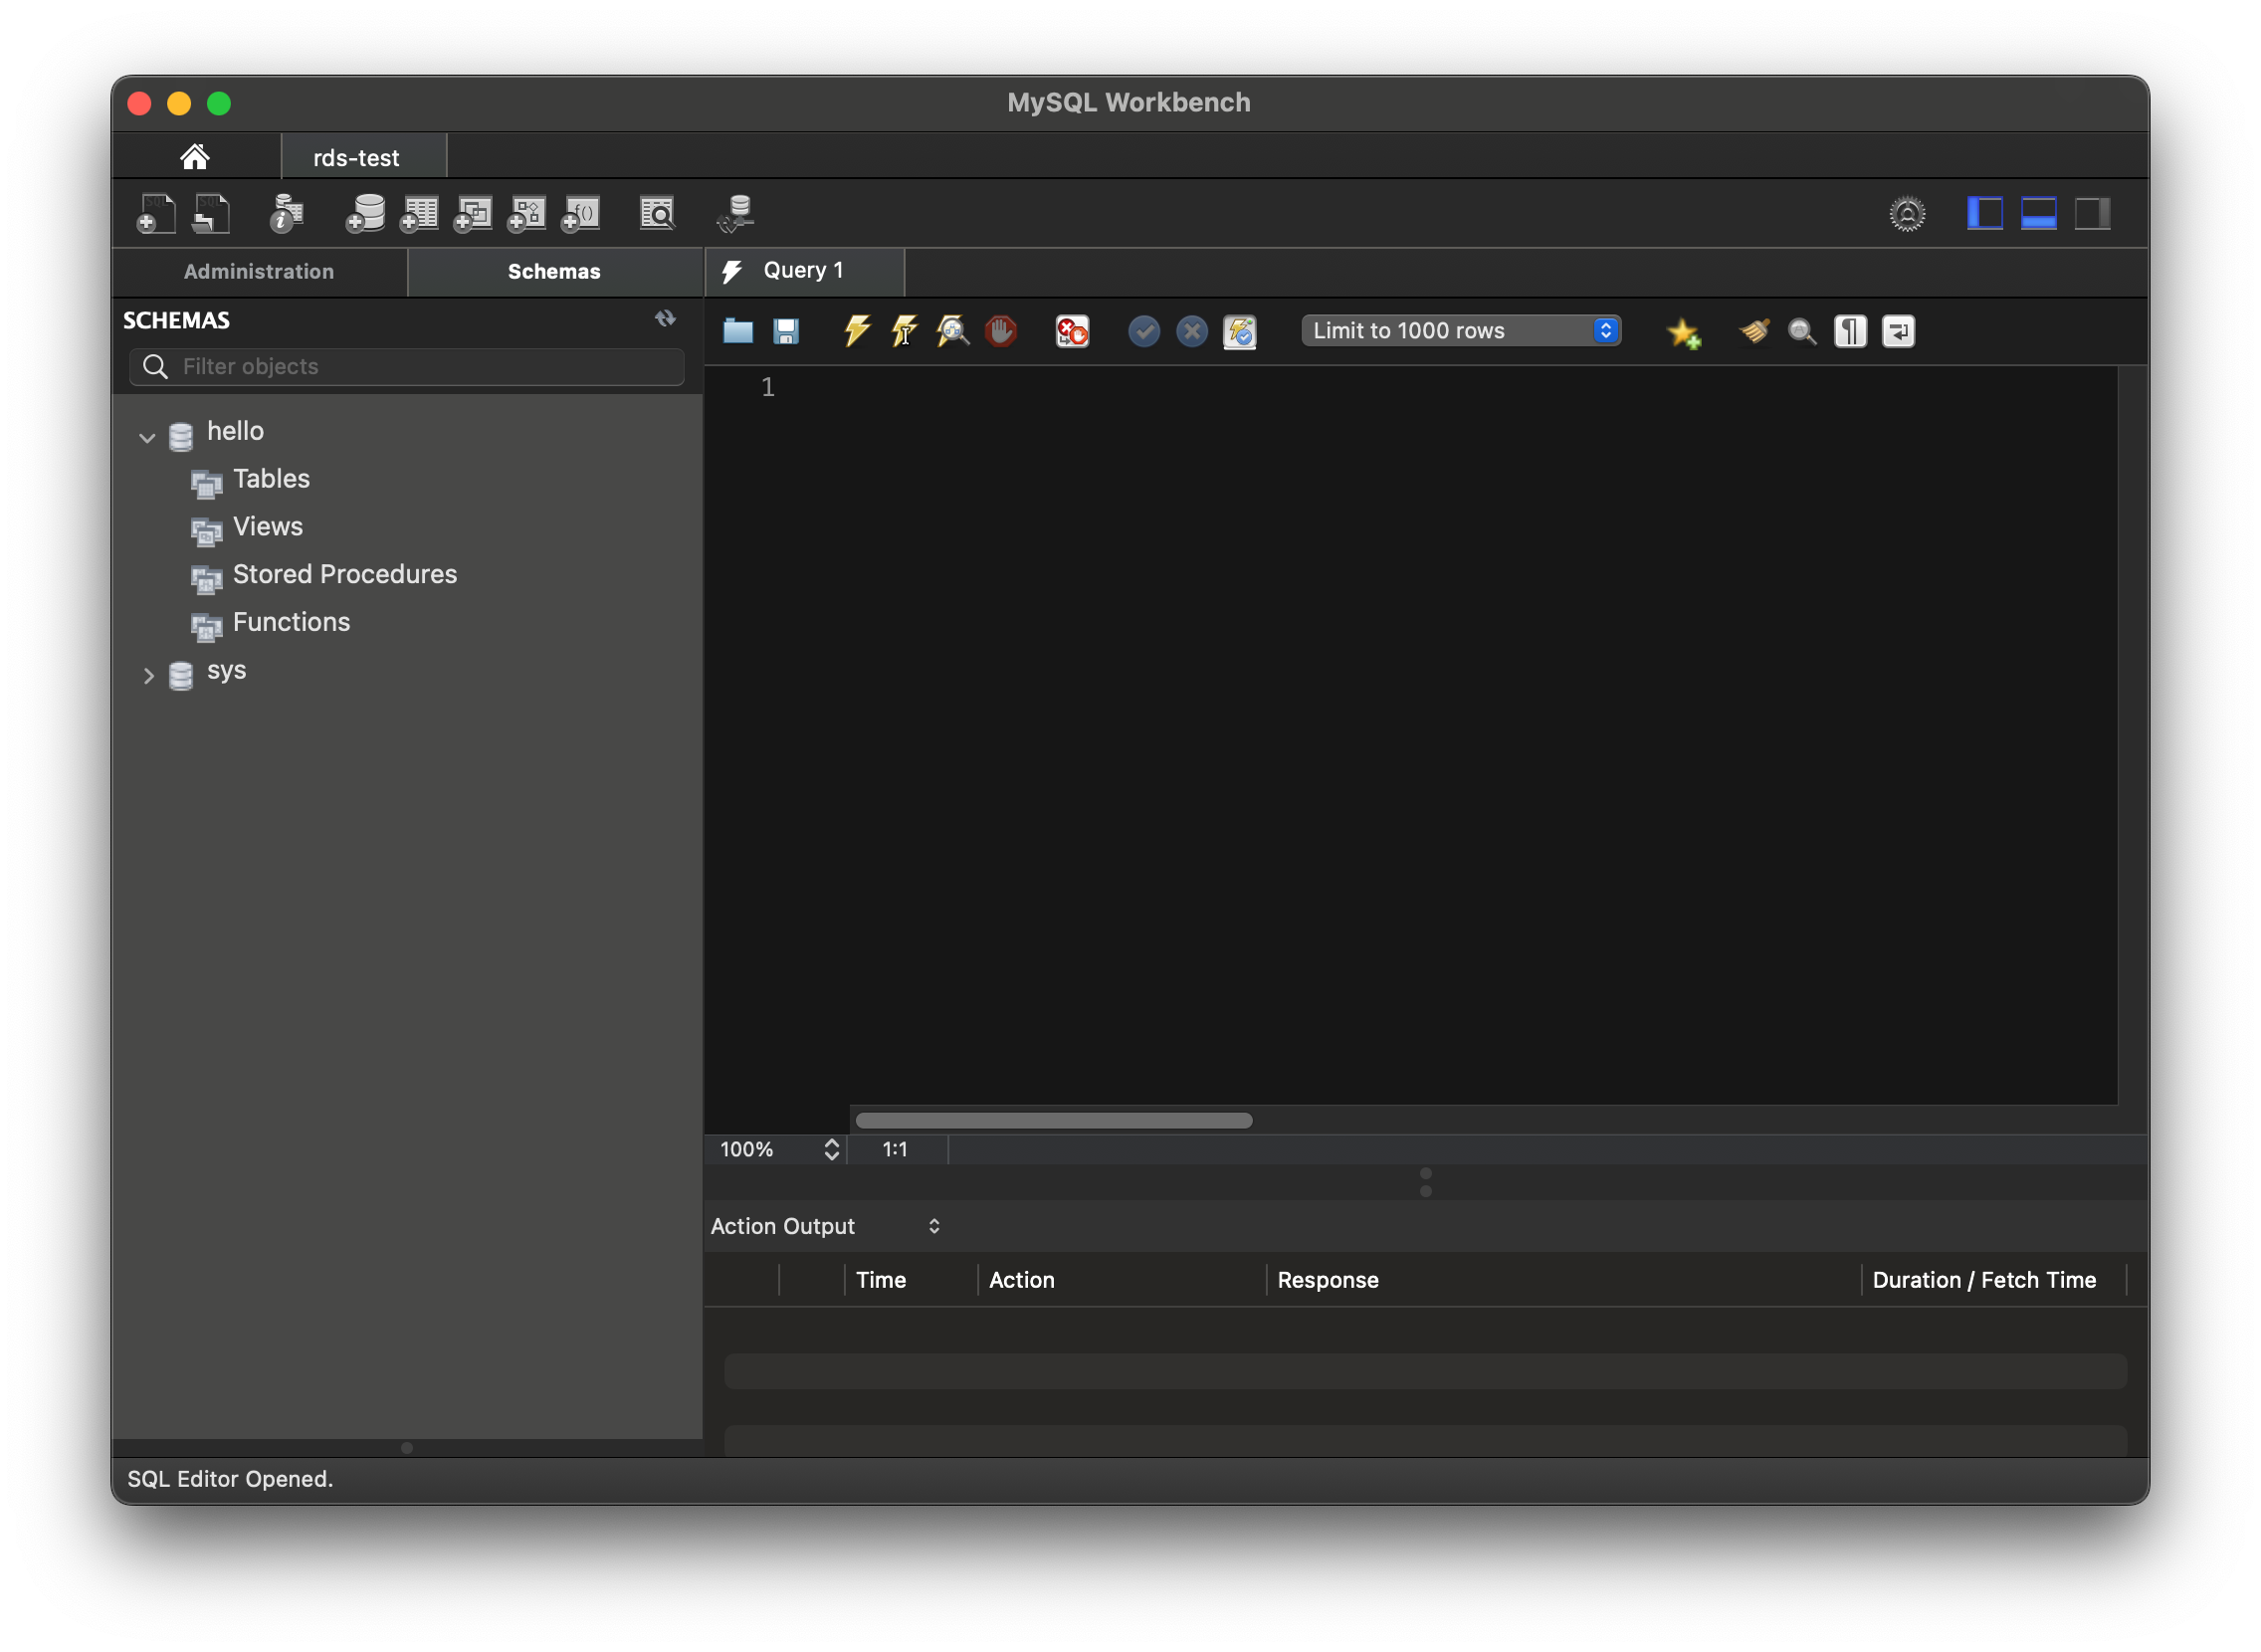 MySQL Workbench
rds-test
Administration
Schemas
Query 1
SCHEMAS
Filter objects
Limit to 1000 rows
1
hello
Tables
Views
Stored Procedures
Functions
sys
100%
1:1
Action Output
Time
Action
Response
Duration / Fetch Time
SQL Editor Opened.